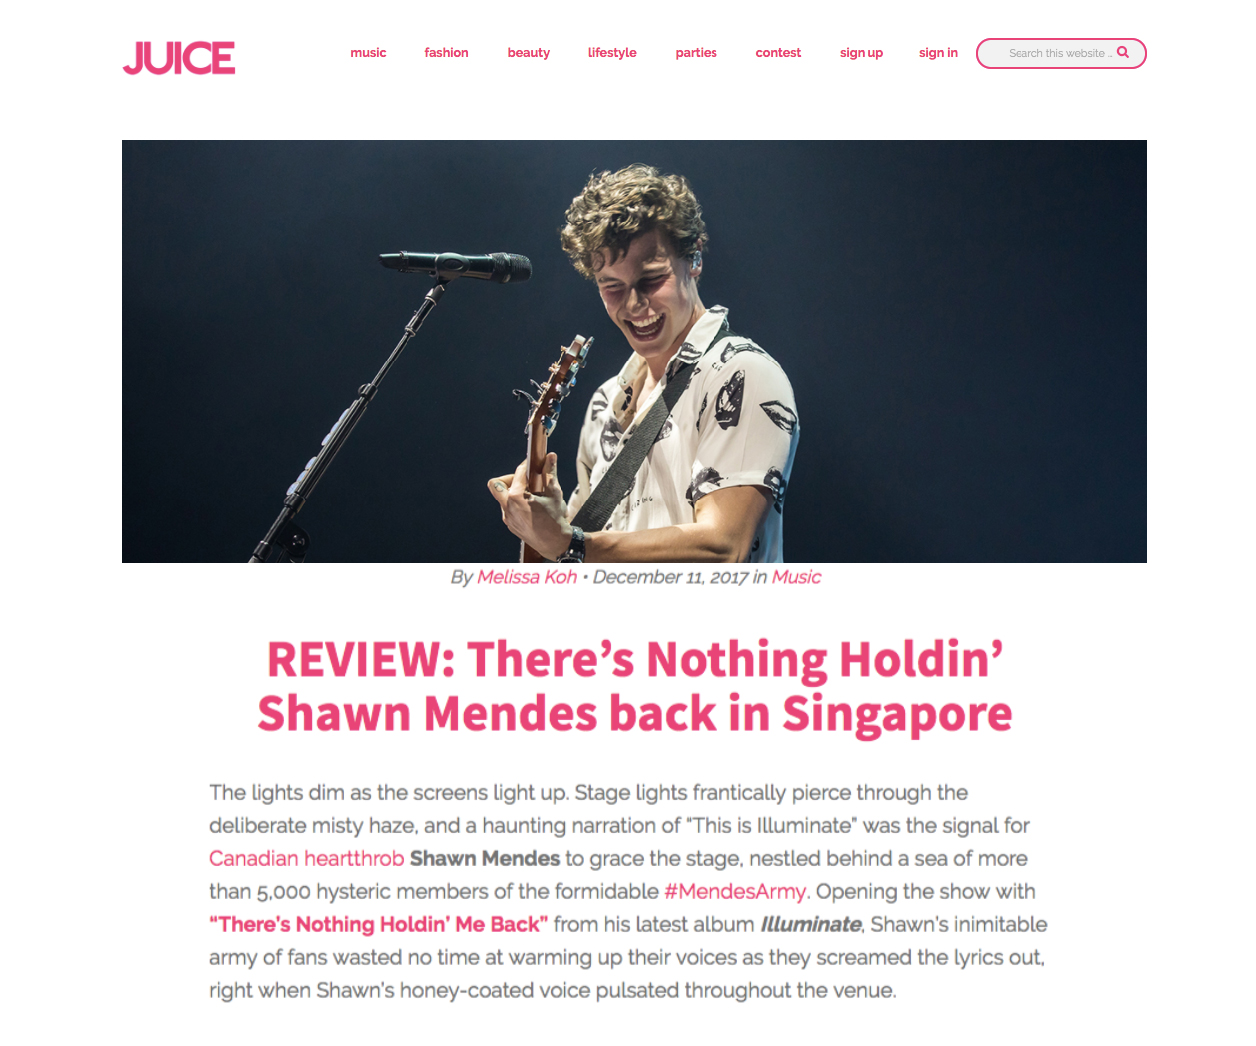 JUICE
music fashion beauty lifestyle parties contest sign up sign in Search this website ...
By Melissa Koh • December 11, 2017 in Music
REVIEW: There’s Nothing Holdin’
Shawn Mendes back in Singapore
The lights dim as the screens light up. Stage lights frantically pierce through the
deliberate misty haze, and a haunting narration of “This is Illuminate” was the signal for
Canadian heartthrob Shawn Mendes to grace the stage, nestled behind a sea of more
than 5,000 hysteric members of the formidable #MendesArmy. Opening the show with
“There’s Nothing Holdin’ Me Back” from his latest album Illuminate, Shawn’s inimitable
army of fans wasted no time at warming up their voices as they screamed the lyrics out,
right when Shawn’s honey-coated voice pulsated throughout the venue.